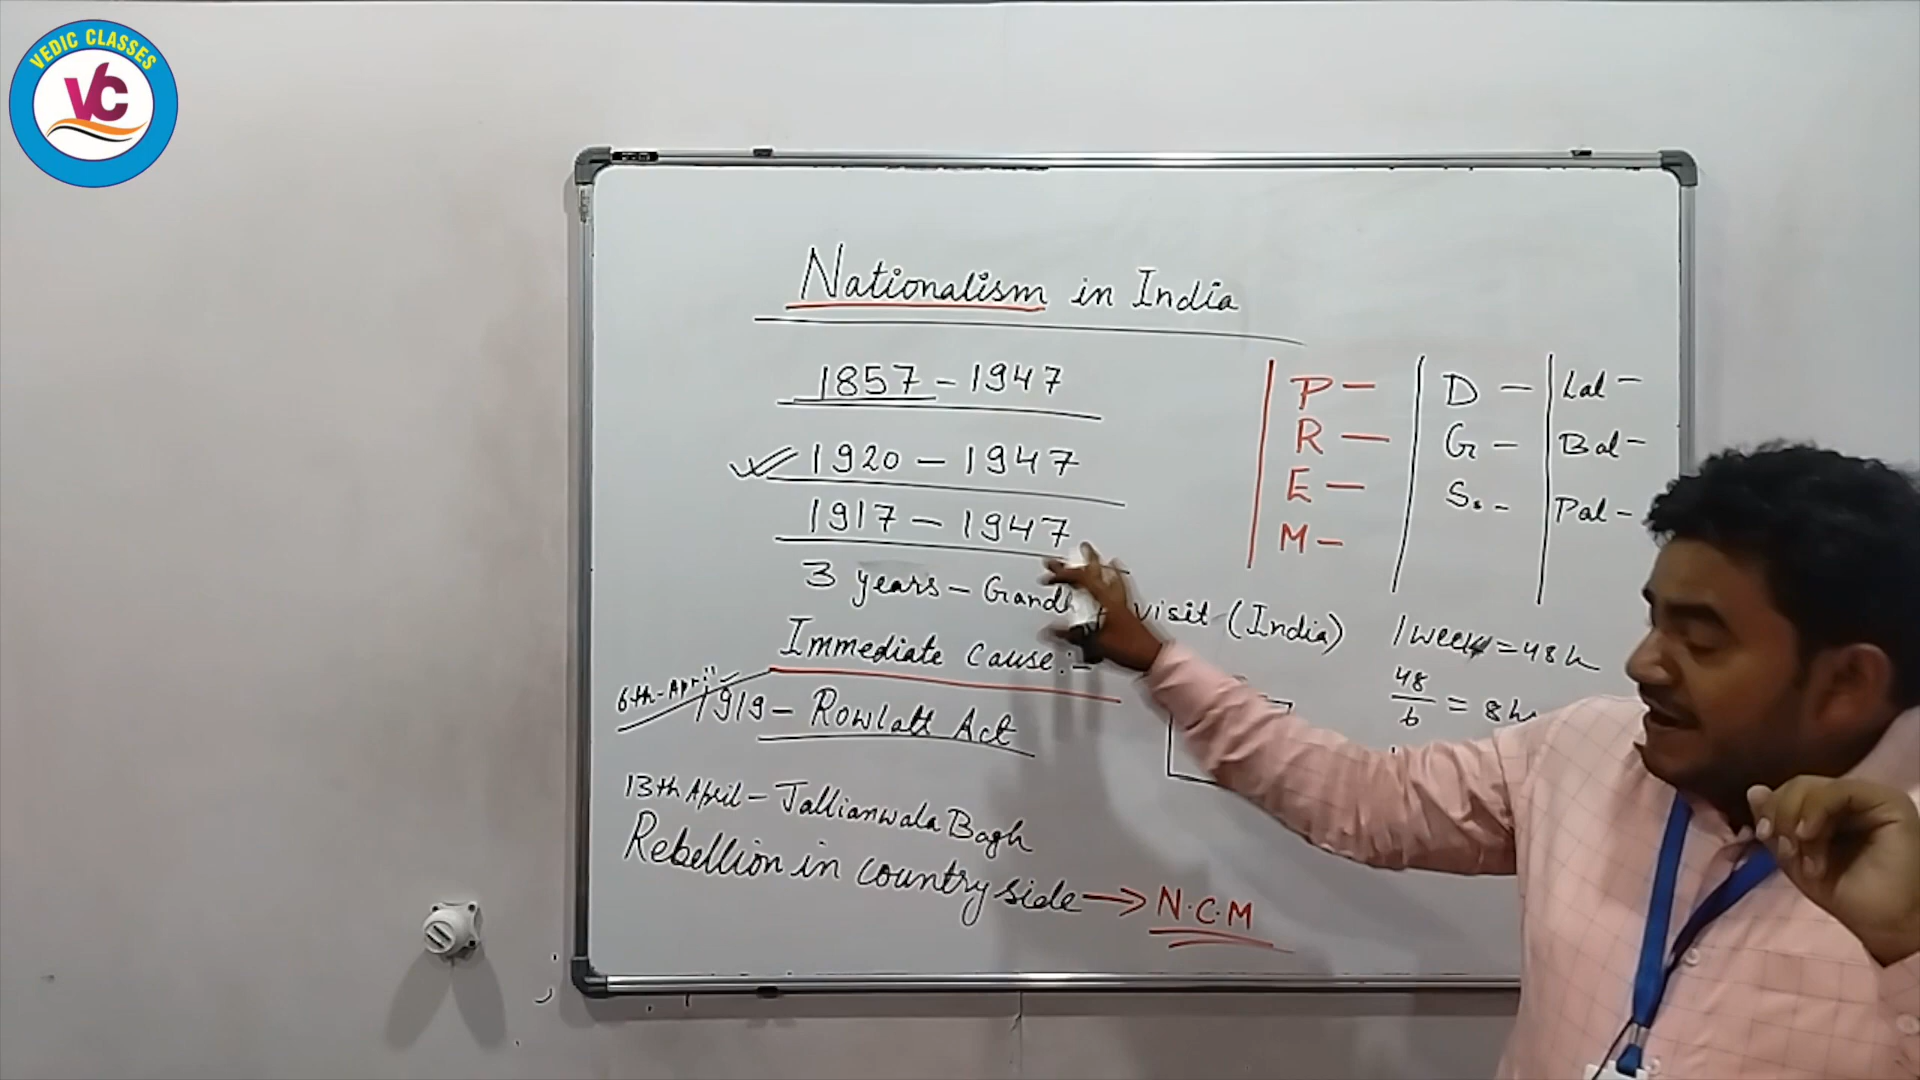 VEDIC CLASSES
VC
Nationalism in India
1857 - 1947
1920 - 1947
1917 - 1947
3 years - Gandh visit (India)
Immediate cause :-
6th - April
1919 - Rowlatt Act
13th April - Jallianwala Bagh
Rebellion in country side → N.C.M
P -
R -
E -
M -
D -
G -
S. -
Lal -
Bal -
Pal -
1 week = 48 h
48/6 = 8 h